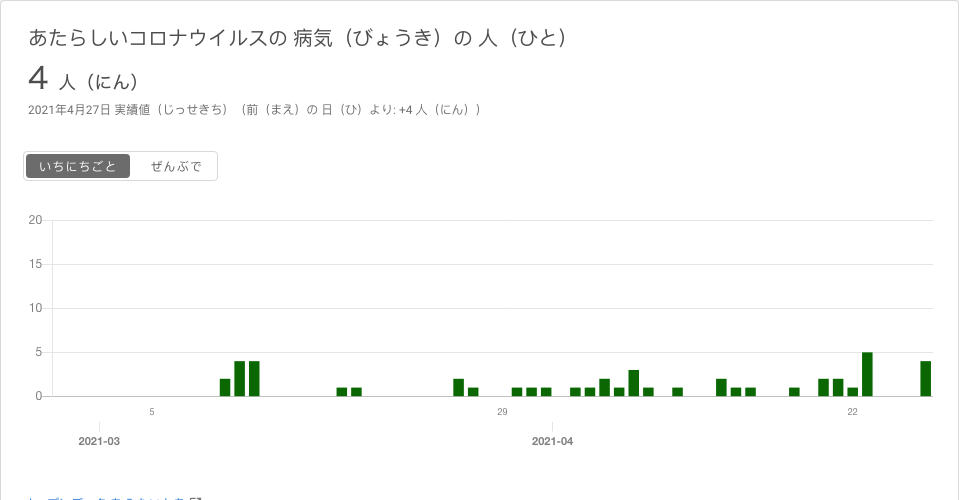 あたらしいコロナウイルスの 病気（びょうき）の 人（ひと）
4 人（にん）
2021年4月27日 実績値（じっせきち）（前（まえ）の 日（ひ）より: +4 人（にん））
いちにちごと ぜんぶで
20
15
10
5
0
5 29 22
2021-03 2021-04